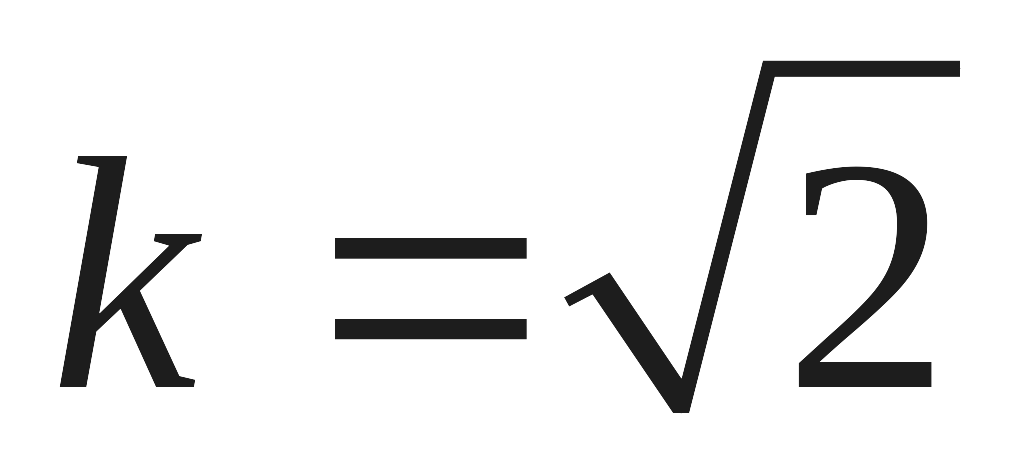 k = √2